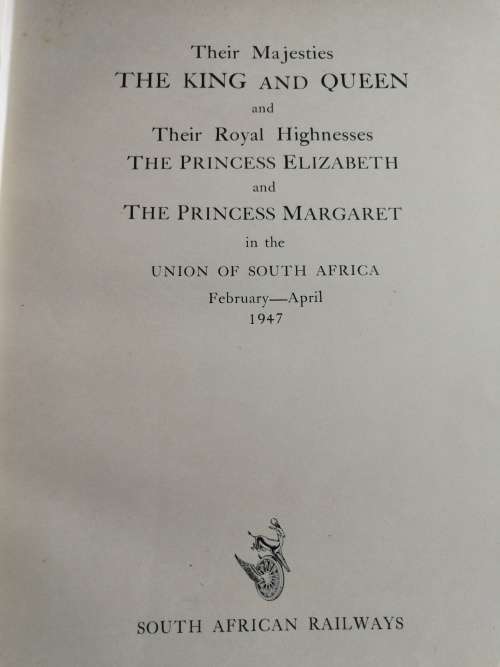 Their Majesties
THE KING AND QUEEN
and
Their Royal Highnesses
THE PRINCESS ELIZABETH
and
THE PRINCESS MARGARET
in the
UNION OF SOUTH AFRICA
February—April
1947
SOUTH AFRICAN RAILWAYS